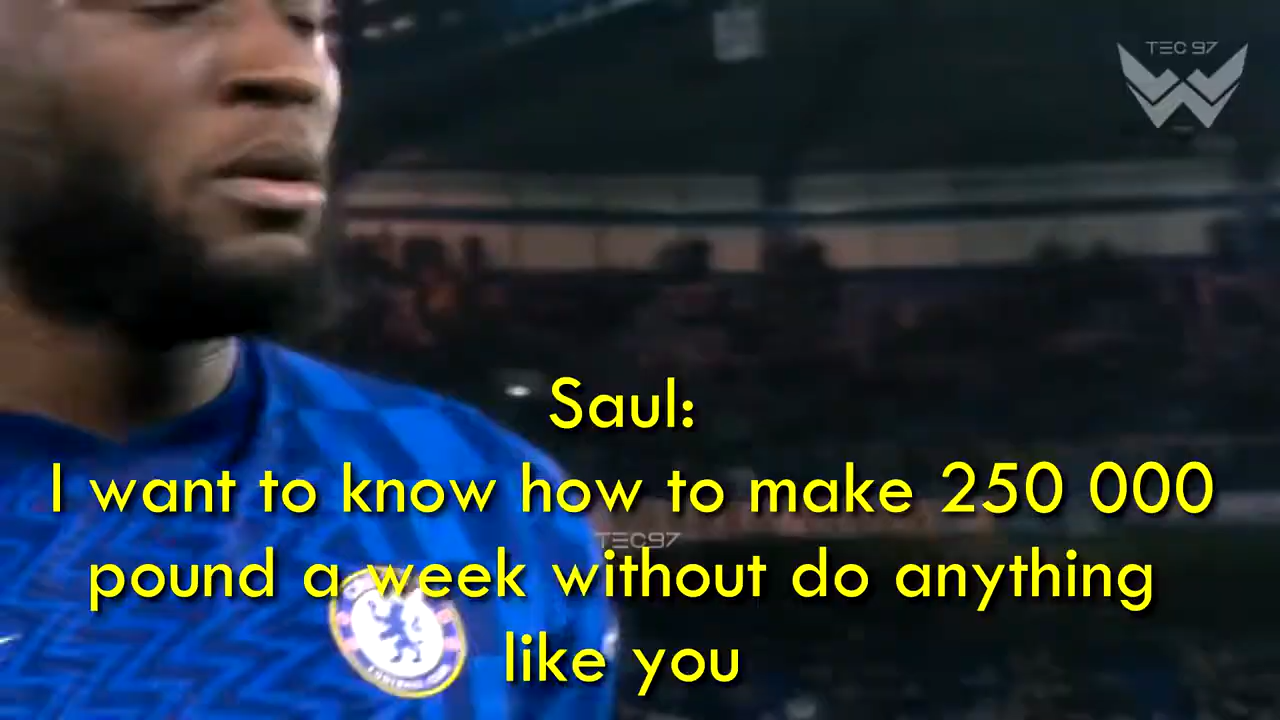 TEC 97
Saul:
I want to know how to make 250 000
TEC97
pound a week without do anything
like you